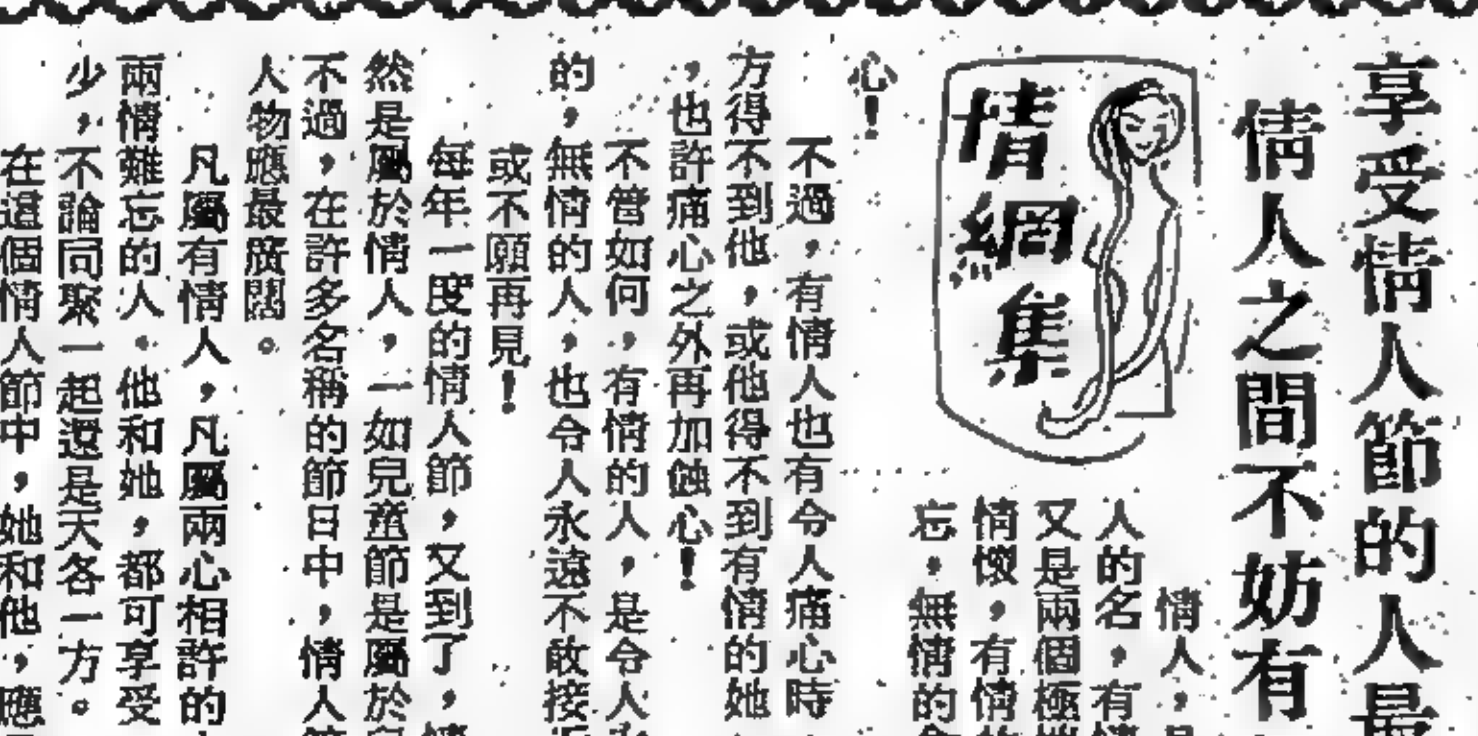 享受情人節的人最
情人之間不妨有
情網集
情人，
人的名，有情
又是兩個極
情懷，有情
忘。無情的
心！
不過，有情人也有令人痛心時
方得不到他，或他得不到有情的她
，也許痛心之外再加蝕心！
不管如何，有情的人，是令人永
的，無情的人，也令人永遠不敢接近
或不願再見！
每年一度的情人節，又到了，情
然是屬於情人，一如兒童節是屬於
不過，在許多名稱的節日中，情人節
人物應最廣闊。
凡屬有情人，凡屬兩心相許的
兩情難忘的人。他和她，都可享受
少，不論同聚一起還是天各一方。
在這個情人節中，她和他，應